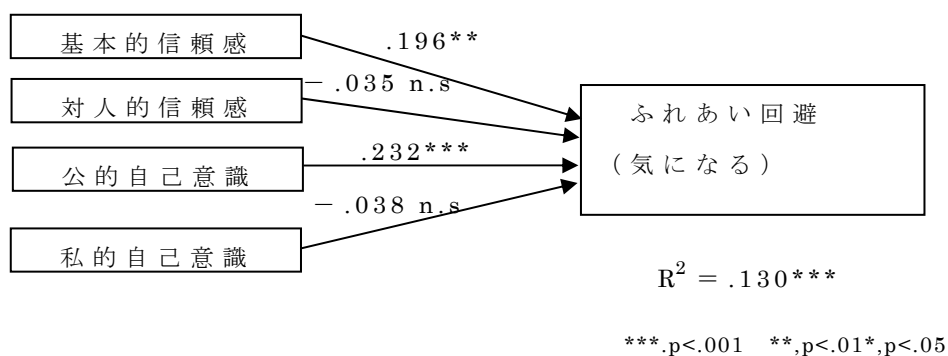 基本的信頼感
.196**
－.035 n.s
対人的信頼感
ふれあい回避
（気になる）
.232***
公的自己意識
－.038 n.s
私的自己意識
R² = .130***
***.p<.001 **,p<.01*,p<.05